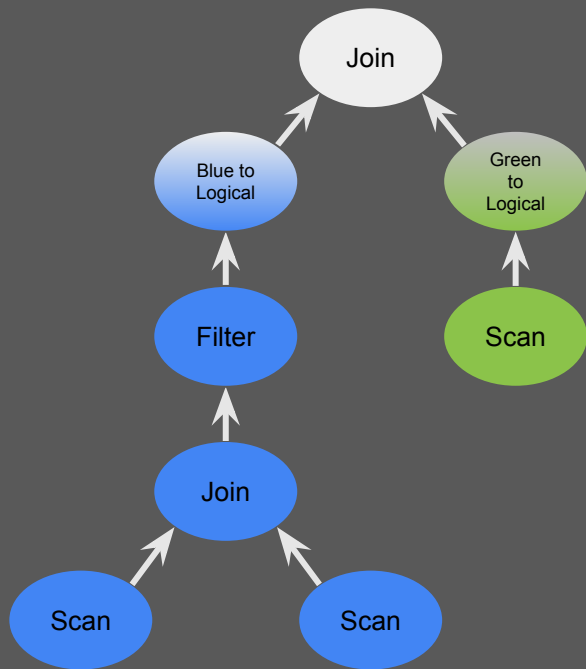 Join
Blue to
Logical
Green
to
Logical
Filter
Scan
Join
Scan
Scan